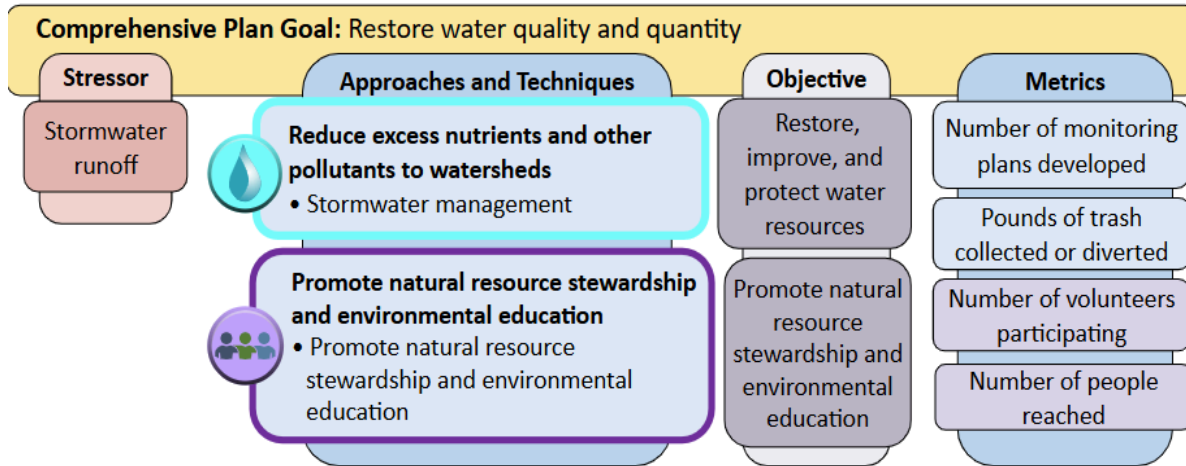 Comprehensive Plan Goal: Restore water quality and quantity
Stressor
Stormwater
runoff
Approaches and Techniques
Reduce excess nutrients and other
pollutants to watersheds
• Stormwater management
Promote natural resource stewardship
and environmental education
• Promote natural resource
stewardship and environmental
education
Objective
Restore,
improve, and
protect water
resources
Promote natural
resource
stewardship and
environmental
education
Metrics
Number of monitoring
plans developed
Pounds of trash
collected or diverted
Number of volunteers
participating
Number of people
reached